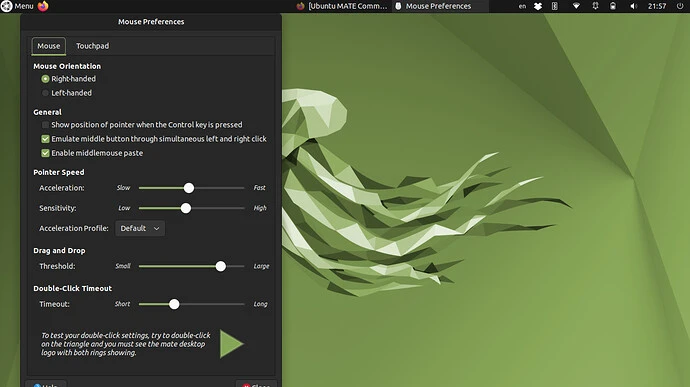 Menu
[Ubuntu MATE Comm...
Mouse Preferences
en
21:57
Mouse Preferences
Mouse
Touchpad
Mouse Orientation
Right-handed
Left-handed
General
Show position of pointer when the Control key is pressed
Emulate middle button through simultaneous left and right click
Enable middlemouse paste
Pointer Speed
Acceleration: Slow Fast
Sensitivity: Low High
Acceleration Profile: Default
Drag and Drop
Threshold: Small Large
Double-Click Timeout
Timeout: Short Long
To test your double-click settings, try to double-click
on the triangle and you must see the mate desktop
logo with both rings showing.
Help
Close